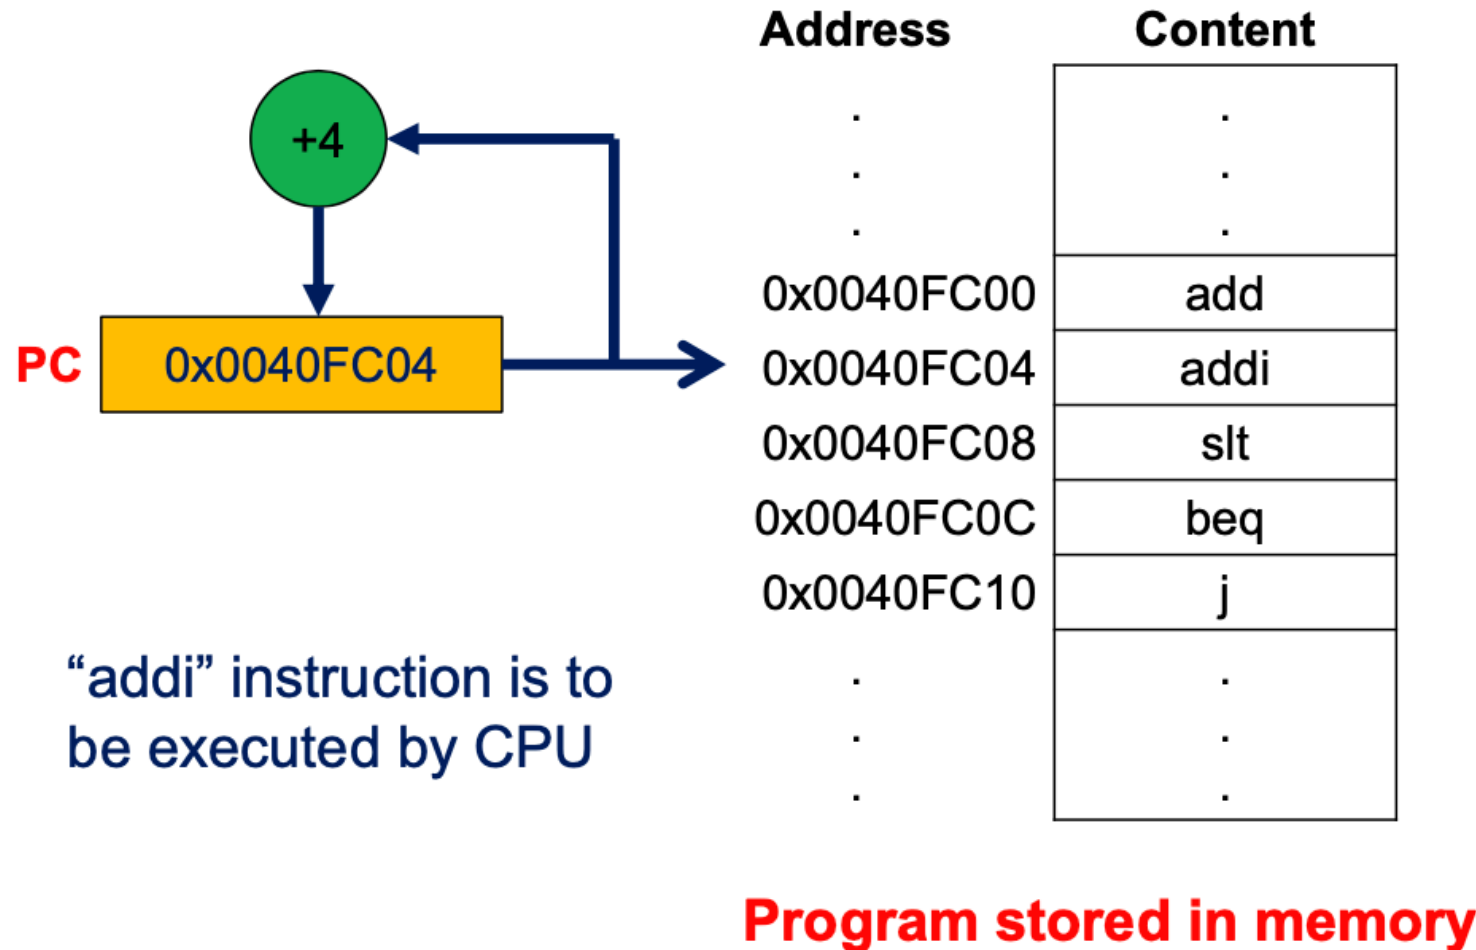 Address Content
. .
. .
. .
+4
0x0040FC00 add
PC 0x0040FC04
0x0040FC04 addi
0x0040FC08 slt
0x0040FC0C beq
0x0040FC10 j
. .
. .
. .
“addi” instruction is to
be executed by CPU
Program stored in memory